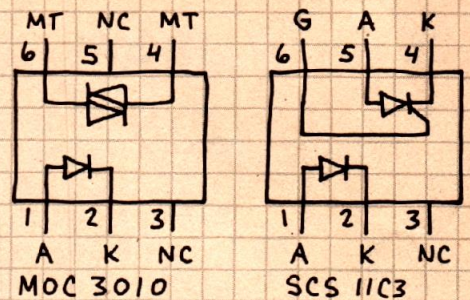 MT NC MT
6 5 4
1 2 3
A K NC
MOC 3010
G A K
6 5 4
1 2 3
A K NC
SCS 11C3